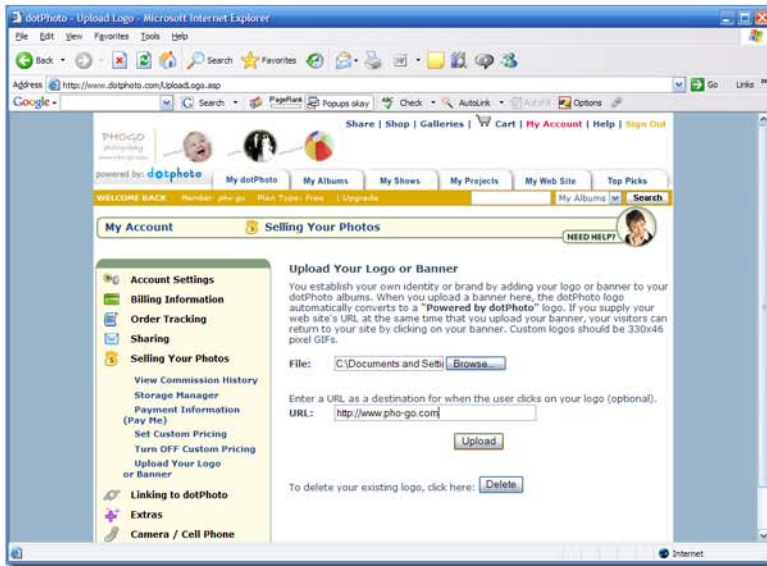 dotPhoto - Upload Logo - Microsoft Internet Explorer
File Edit View Favorites Tools Help
Back Search Favorites
Address http://www.dotphoto.com/UploadLogo.asp Go Links »
Google - Search PageRank Popups okay Check AutoLink AutoFill Options
Share | Shop | Galleries | Cart | My Account | Help | Sign Out
PHOGO
photography
powered by: dotphoto
My dotPhoto My Albums My Shows My Projects My Web Site Top Picks
WELCOME BACK Member: pho-go Plan Type: Free | Upgrade My Albums Search
My Account Selling Your Photos
NEED HELP?
Account Settings
Billing Information
Order Tracking
Sharing
Selling Your Photos
View Commission History
Storage Manager
Payment Information
(Pay Me)
Set Custom Pricing
Turn OFF Custom Pricing
Upload Your Logo
or Banner
Linking to dotPhoto
Extras
Camera / Cell Phone
Upload Your Logo or Banner
You establish your own identity or brand by adding your logo or banner to your
dotPhoto albums. When you upload a banner here, the dotPhoto logo
automatically converts to a "Powered by dotPhoto" logo. If you supply your
web site's URL at the same time that you upload your banner, your visitors can
return to your site by clicking on your banner. Custom logos should be 330x46
pixel GIFs.
File: C:\Documents and Setti Browse...
Enter a URL as a destination for when the user clicks on your logo (optional).
URL: http://www.pho-go.com
Upload
To delete your existing logo, click here: Delete
Internet